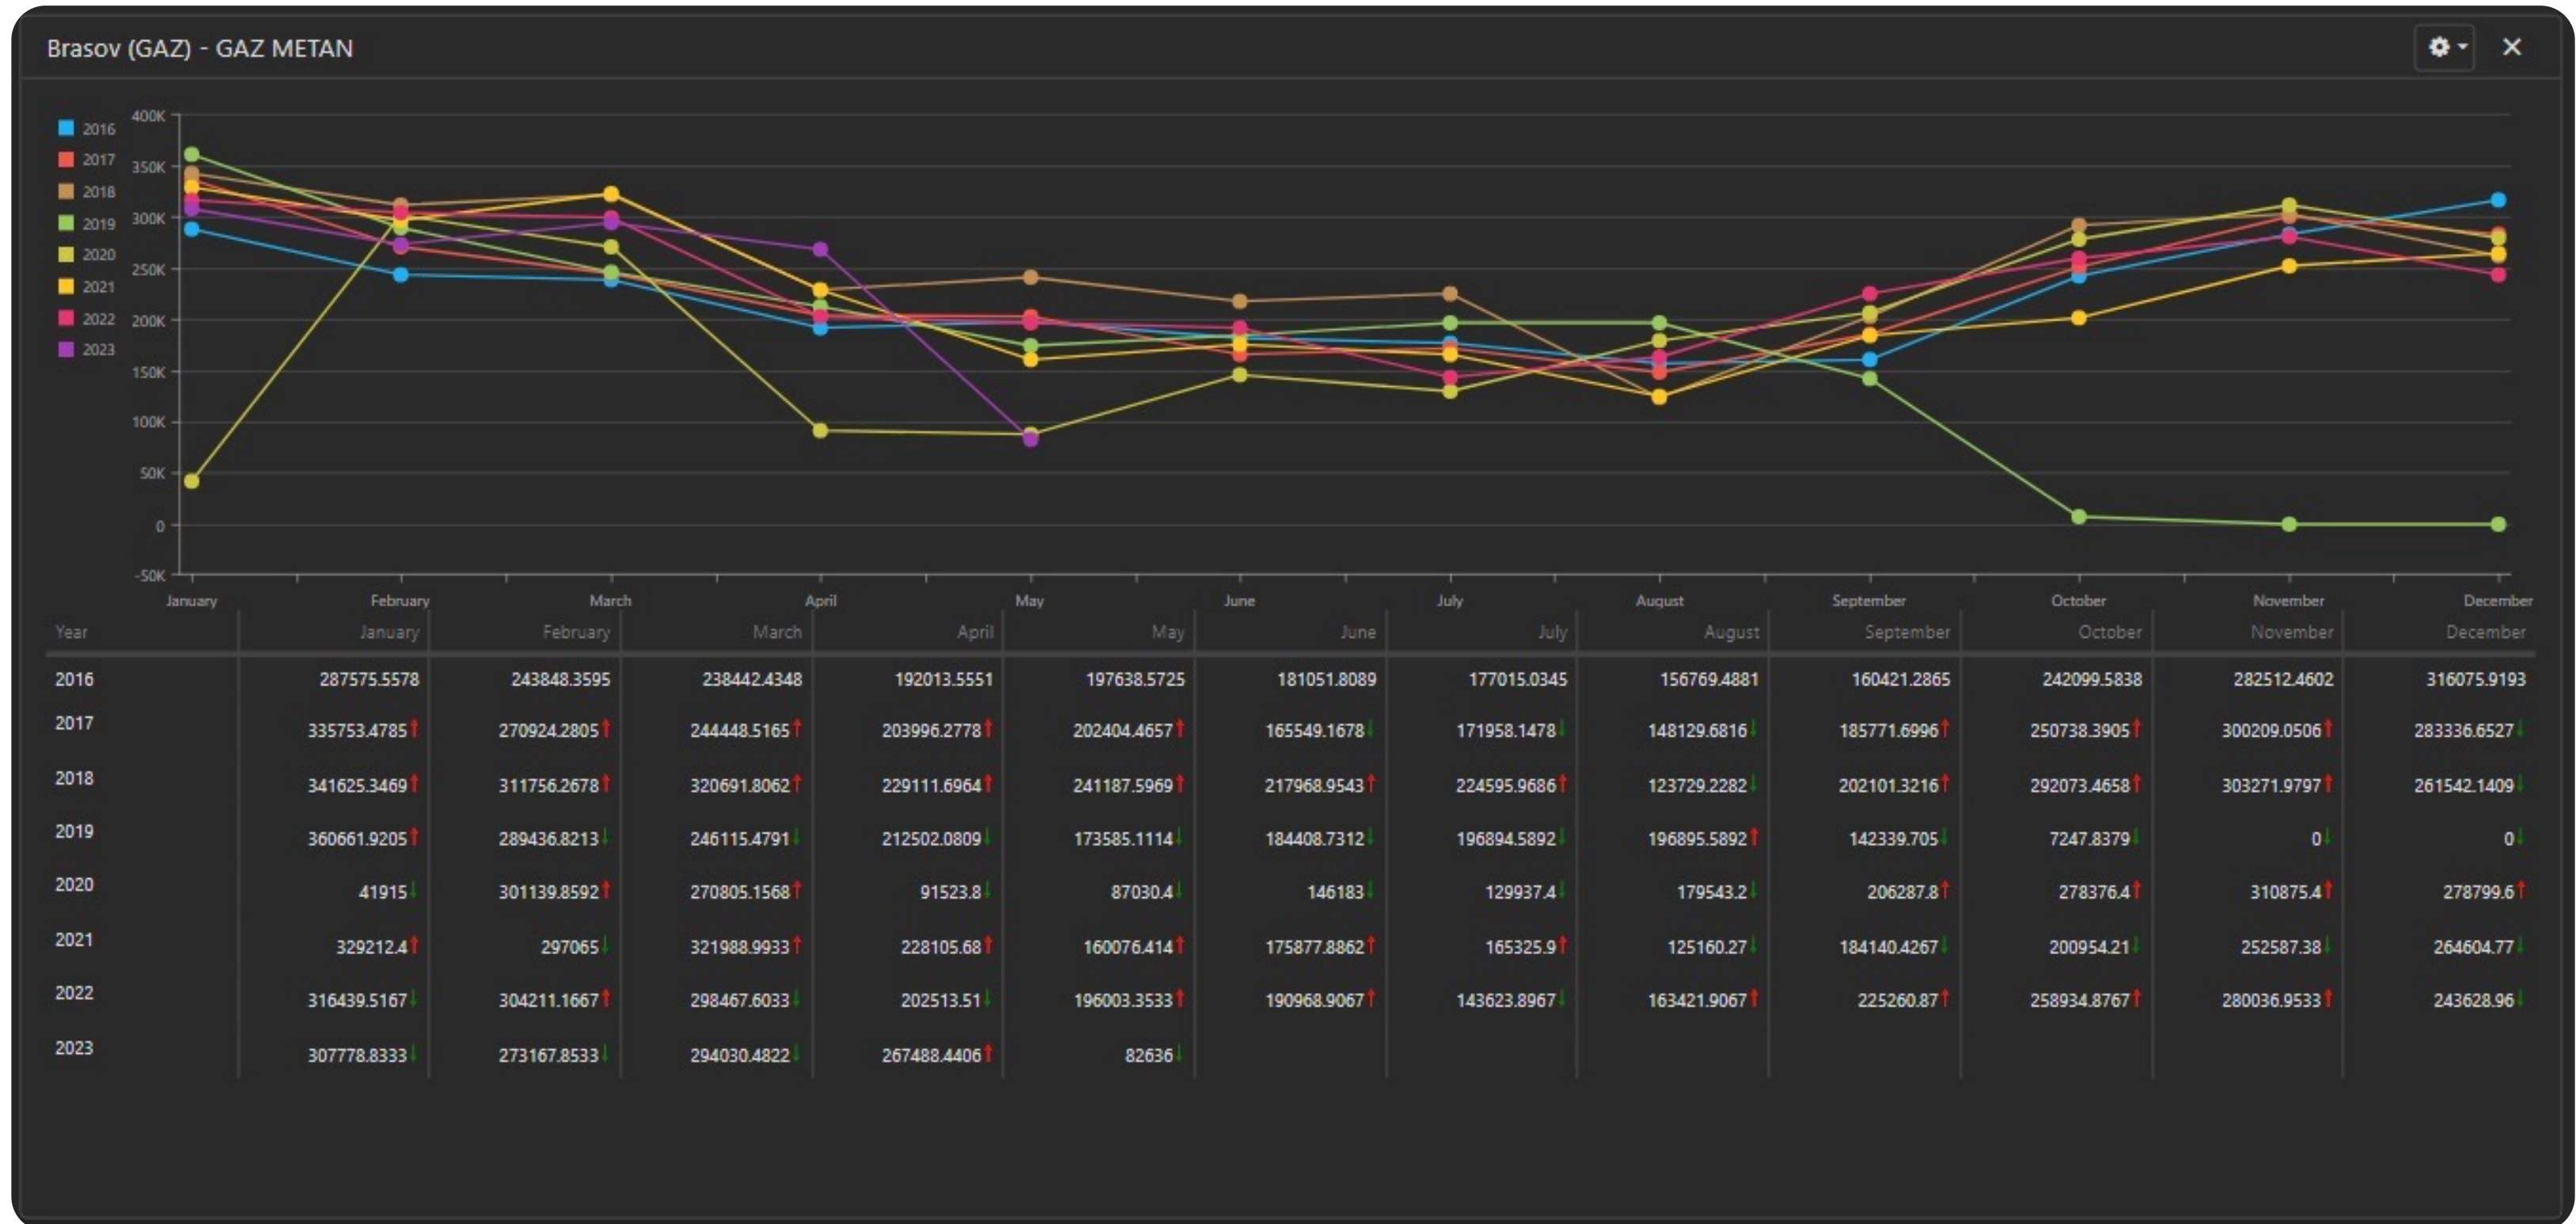 Brasov (GAZ) - GAZ METAN
2016
2017
2018
2019
2020
2021
2022
2023
400K
350K
300K
250K
200K
150K
100K
50K
0
-50K
January February March April May June July August September October November December
Year January February March April May June July August September October November December
2016 287575.5578 243848.3595 238442.4348 192013.5551 197638.5725 181051.8089 177015.0345 156769.4881 160421.2865 242099.5838 282512.4602 316075.9193
2017 335753.4785↑ 270924.2805↑ 244448.5165↑ 203996.2778↑ 202404.4657↑ 165549.1678↓ 171958.1478↓ 148129.6816↓ 185771.6996↑ 250738.3905↑ 300209.0506↑ 283336.6527↓
2018 341625.3469↑ 311756.2678↑ 320691.8062↑ 229111.6964↑ 241187.5969↑ 217968.9543↑ 224595.9686↑ 123729.2282↓ 202101.3216↑ 292073.4658↑ 303271.9797↑ 261542.1409↓
2019 360661.9205↑ 289436.8213↓ 246115.4791↓ 212502.0809↓ 173585.1114↓ 184408.7312↓ 196894.5892↓ 196895.5892↑ 142339.705↓ 7247.8379↓ 0↓ 0↓
2020 41915↓ 301139.8592↑ 270805.1568↑ 91523.8↓ 87030.4↓ 146183↓ 129937.4↓ 179543.2↓ 206287.8↑ 278376.4↑ 310875.4↑ 278799.6↑
2021 329212.4↑ 297065↓ 321988.9933↑ 228105.68↑ 160076.414↑ 175877.8862↑ 165325.9↑ 125160.27↓ 184140.4267↓ 200954.21↓ 252587.38↓ 264604.77↓
2022 316439.5167↓ 304211.1667↑ 298467.6033↓ 202513.51↓ 196003.3533↑ 190968.9067↑ 143623.8967↓ 163421.9067↑ 225260.87↑ 258934.8767↑ 280036.9533↑ 243628.96↓
2023 307778.8333↓ 273167.8533↓ 294030.4822↓ 267488.4406↑ 82636↓